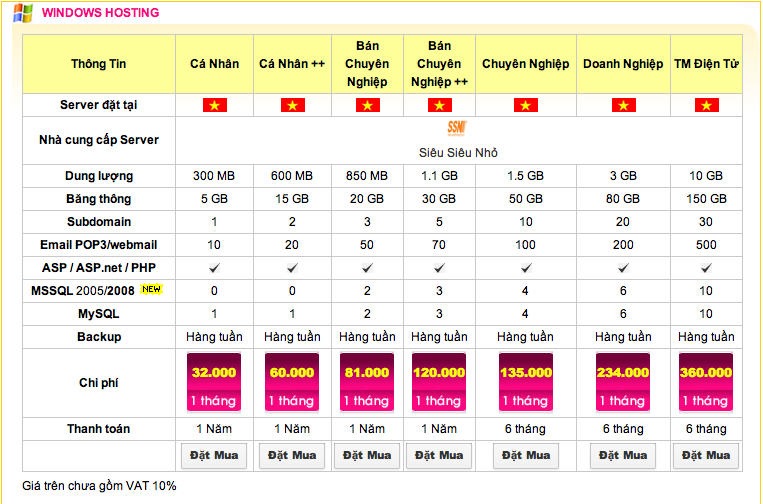 WINDOWS HOSTING
Thông Tin Cá Nhân Cá Nhân ++ Bán Chuyên Nghiệp Bán Chuyên Nghiệp ++ Chuyên Nghiệp Doanh Nghiệp TM Điện Tử
Server đặt tại
Nhà cung cấp Server SSN
Siêu Siêu Nhỏ
Dung lượng 300 MB 600 MB 850 MB 1.1 GB 1.5 GB 3 GB 10 GB
Băng thông 5 GB 15 GB 20 GB 30 GB 50 GB 80 GB 150 GB
Subdomain 1 2 3 5 10 20 30
Email POP3/webmail 10 20 50 70 100 200 500
ASP / ASP.net / PHP
MSSQL 2005/2008 NEW 0 0 2 3 4 6 10
MySQL 1 1 2 3 4 6 10
Backup Hàng tuần Hàng tuần Hàng tuần Hàng tuần Hàng tuần Hàng tuần Hàng tuần
Chi phí 32.000 60.000 81.000 120.000 135.000 234.000 360.000
1 tháng 1 tháng 1 tháng 1 tháng 1 tháng 1 tháng 1 tháng
Thanh toán 1 Năm 1 Năm 1 Năm 1 Năm 6 tháng 6 tháng 6 tháng
Đặt Mua Đặt Mua Đặt Mua Đặt Mua Đặt Mua Đặt Mua Đặt Mua
Giá trên chưa gồm VAT 10%